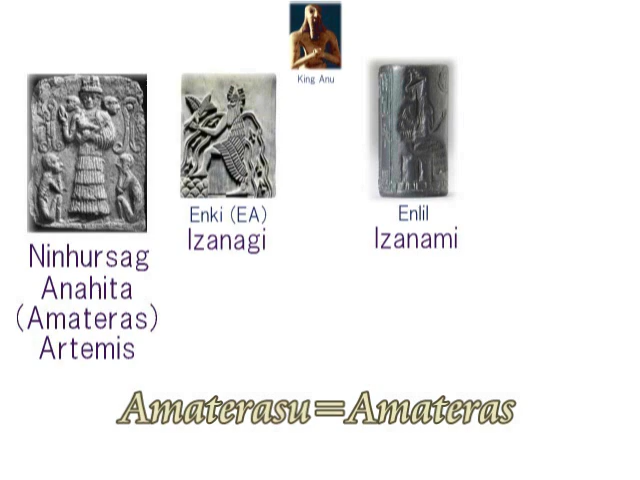 King Anu
Enki (EA)
Izanagi
Enlil
Izanami
Ninhursag
Anahita
(Amateras)
Artemis
Amaterasu=Amateras